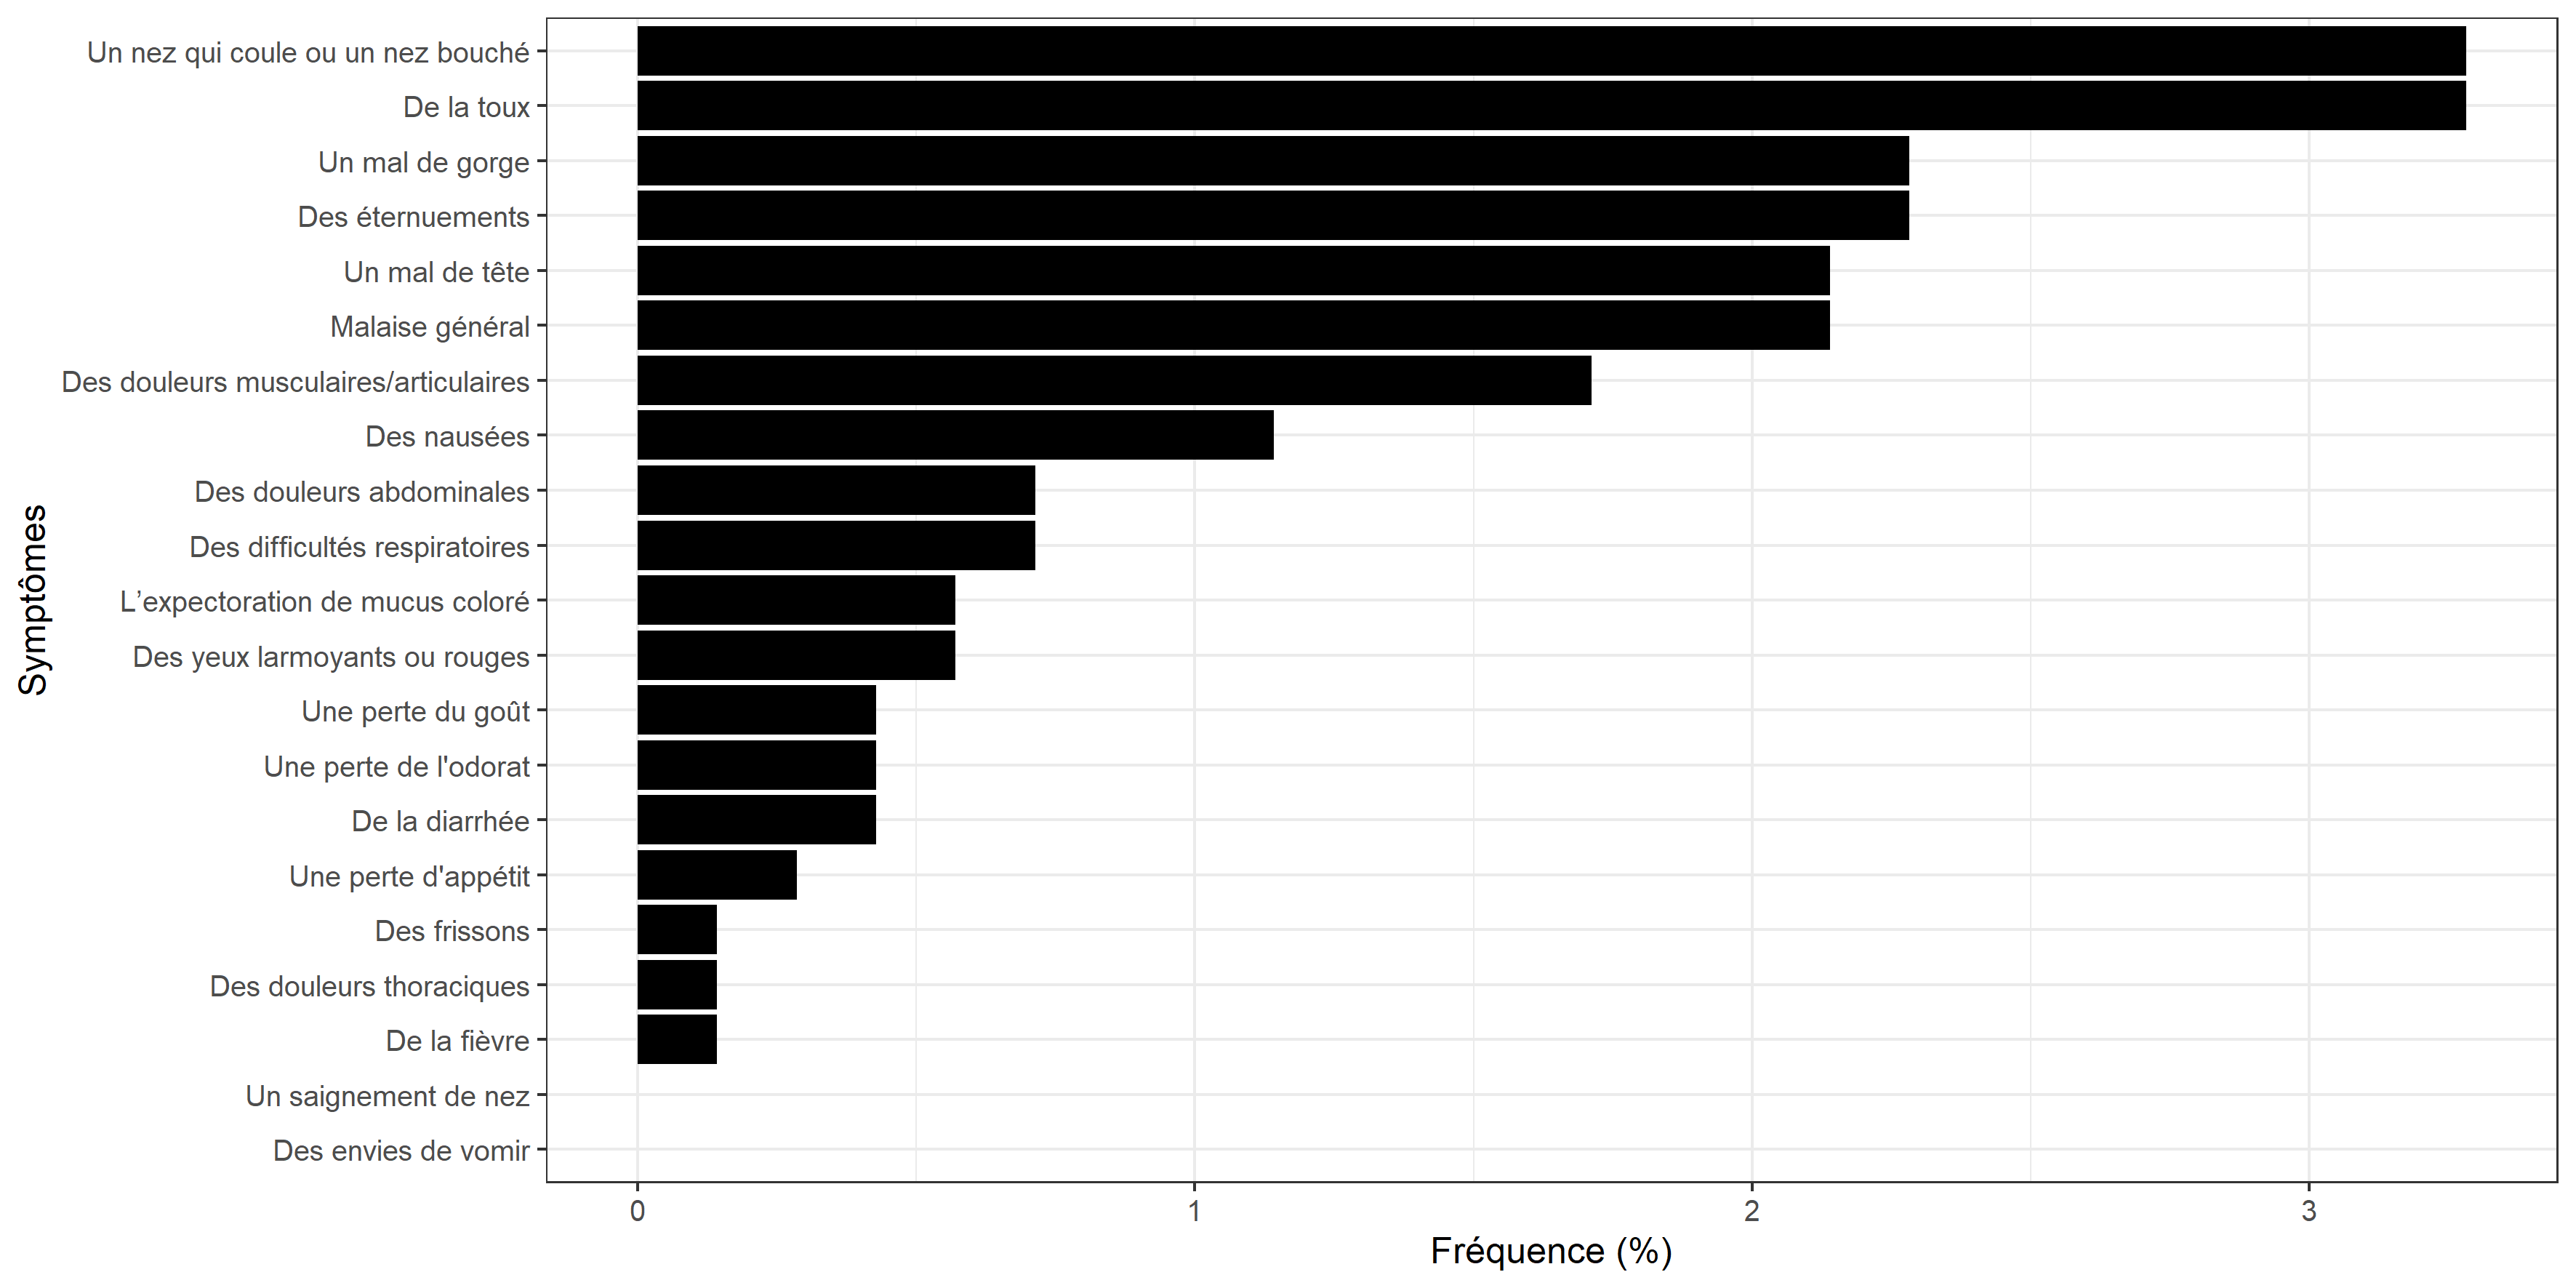 Un nez qui coule ou un nez bouché
De la toux
Un mal de gorge
Des éternuements
Un mal de tête
Malaise général
Des douleurs musculaires/articulaires
Des nausées
Des douleurs abdominales
Des difficultés respiratoires
L’expectoration de mucus coloré
Des yeux larmoyants ou rouges
Une perte du goût
Une perte de l'odorat
De la diarrhée
Une perte d'appétit
Des frissons
Des douleurs thoraciques
De la fièvre
Un saignement de nez
Des envies de vomir
Symptômes
0 1 2 3
Fréquence (%)